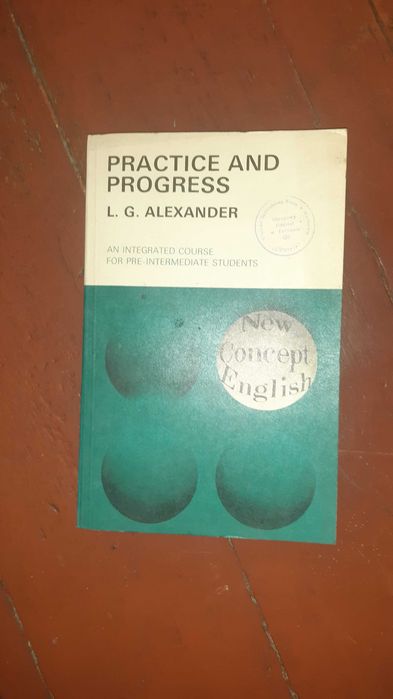 PRACTICE AND
PROGRESS
L. G. ALEXANDER
AN INTEGRATED COURSE
FOR PRE-INTERMEDIATE STUDENTS
New
Concept
English